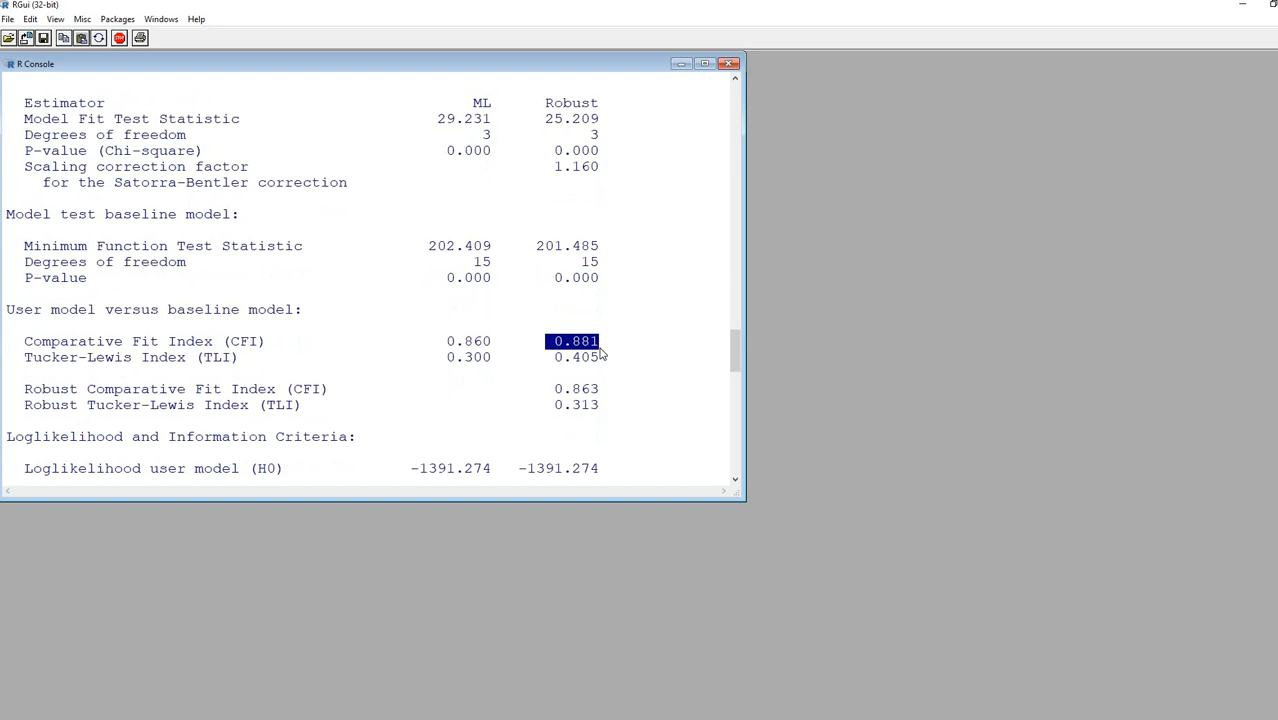 RGui (32-bit)
File Edit View Misc Packages Windows Help
STOP
R Console
Estimator ML Robust
Model Fit Test Statistic 29.231 25.209
Degrees of freedom 3 3
P-value (Chi-square) 0.000 0.000
Scaling correction factor 1.160
for the Satorra-Bentler correction
Model test baseline model:
Minimum Function Test Statistic 202.409 201.485
Degrees of freedom 15 15
P-value 0.000 0.000
User model versus baseline model:
Comparative Fit Index (CFI) 0.860 0.881
Tucker-Lewis Index (TLI) 0.300 0.405
Robust Comparative Fit Index (CFI) 0.863
Robust Tucker-Lewis Index (TLI) 0.313
Loglikelihood and Information Criteria:
Loglikelihood user model (H0) -1391.274 -1391.274